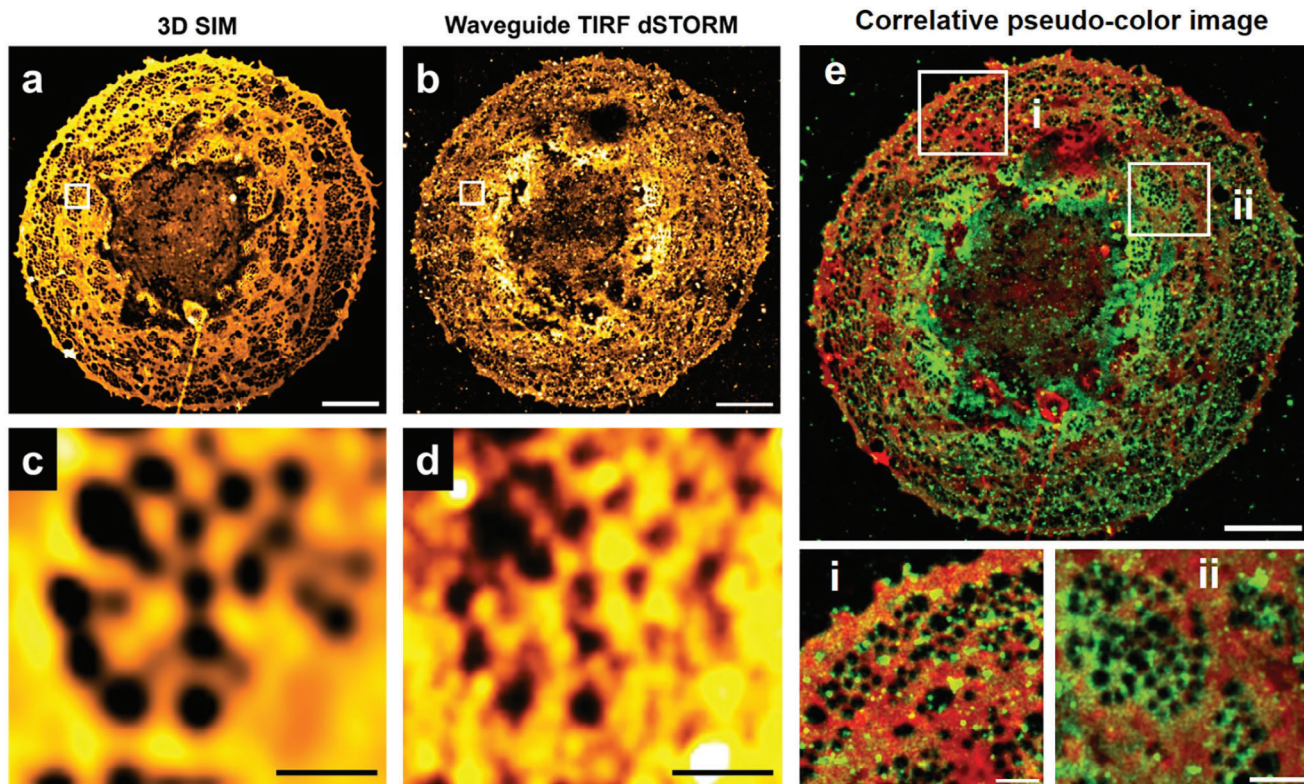 3D SIM
Waveguide TIRF dSTORM
Correlative pseudo-color image
a
b
e
i
ii
c
d
i
ii